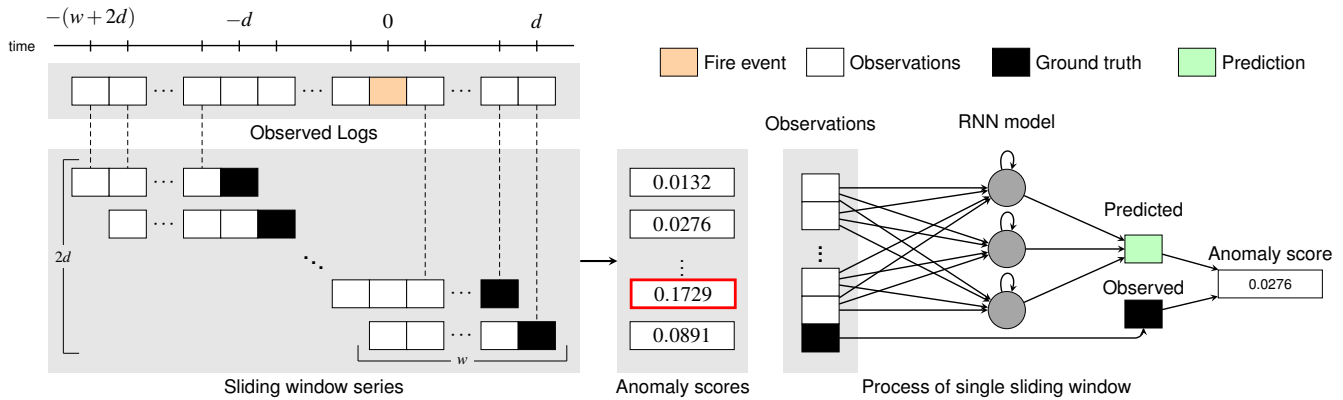 −(w+2d) −d 0 d
time
Fire event Observations Ground truth Prediction
··· ··· ···
Observed Logs
Observations
RNN model
2d
···
···
⋱
···
···
w
0.0132
0.0276
⋮
0.1729
0.0891
⋮
Predicted
Observed
Anomaly score
0.0276
Sliding window series
Anomaly scores
Process of single sliding window